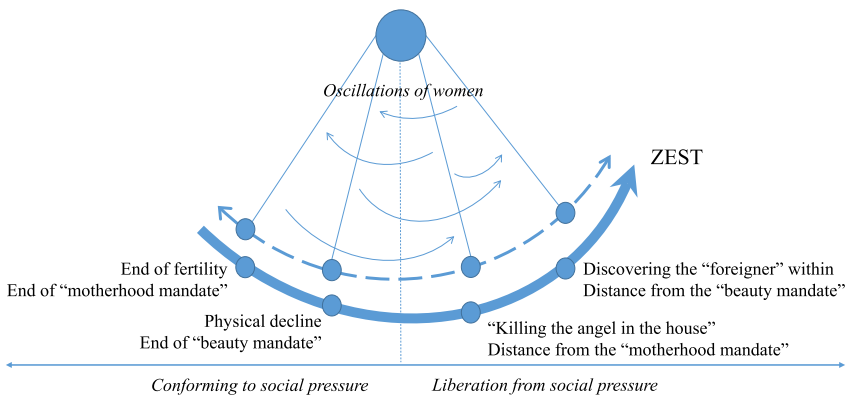 Oscillations of women
ZEST
End of fertility
End of “motherhood mandate”
Physical decline
End of “beauty mandate”
Discovering the “foreigner” within
Distance from the “beauty mandate”
“Killing the angel in the house”
Distance from the “motherhood mandate”
Conforming to social pressure
Liberation from social pressure